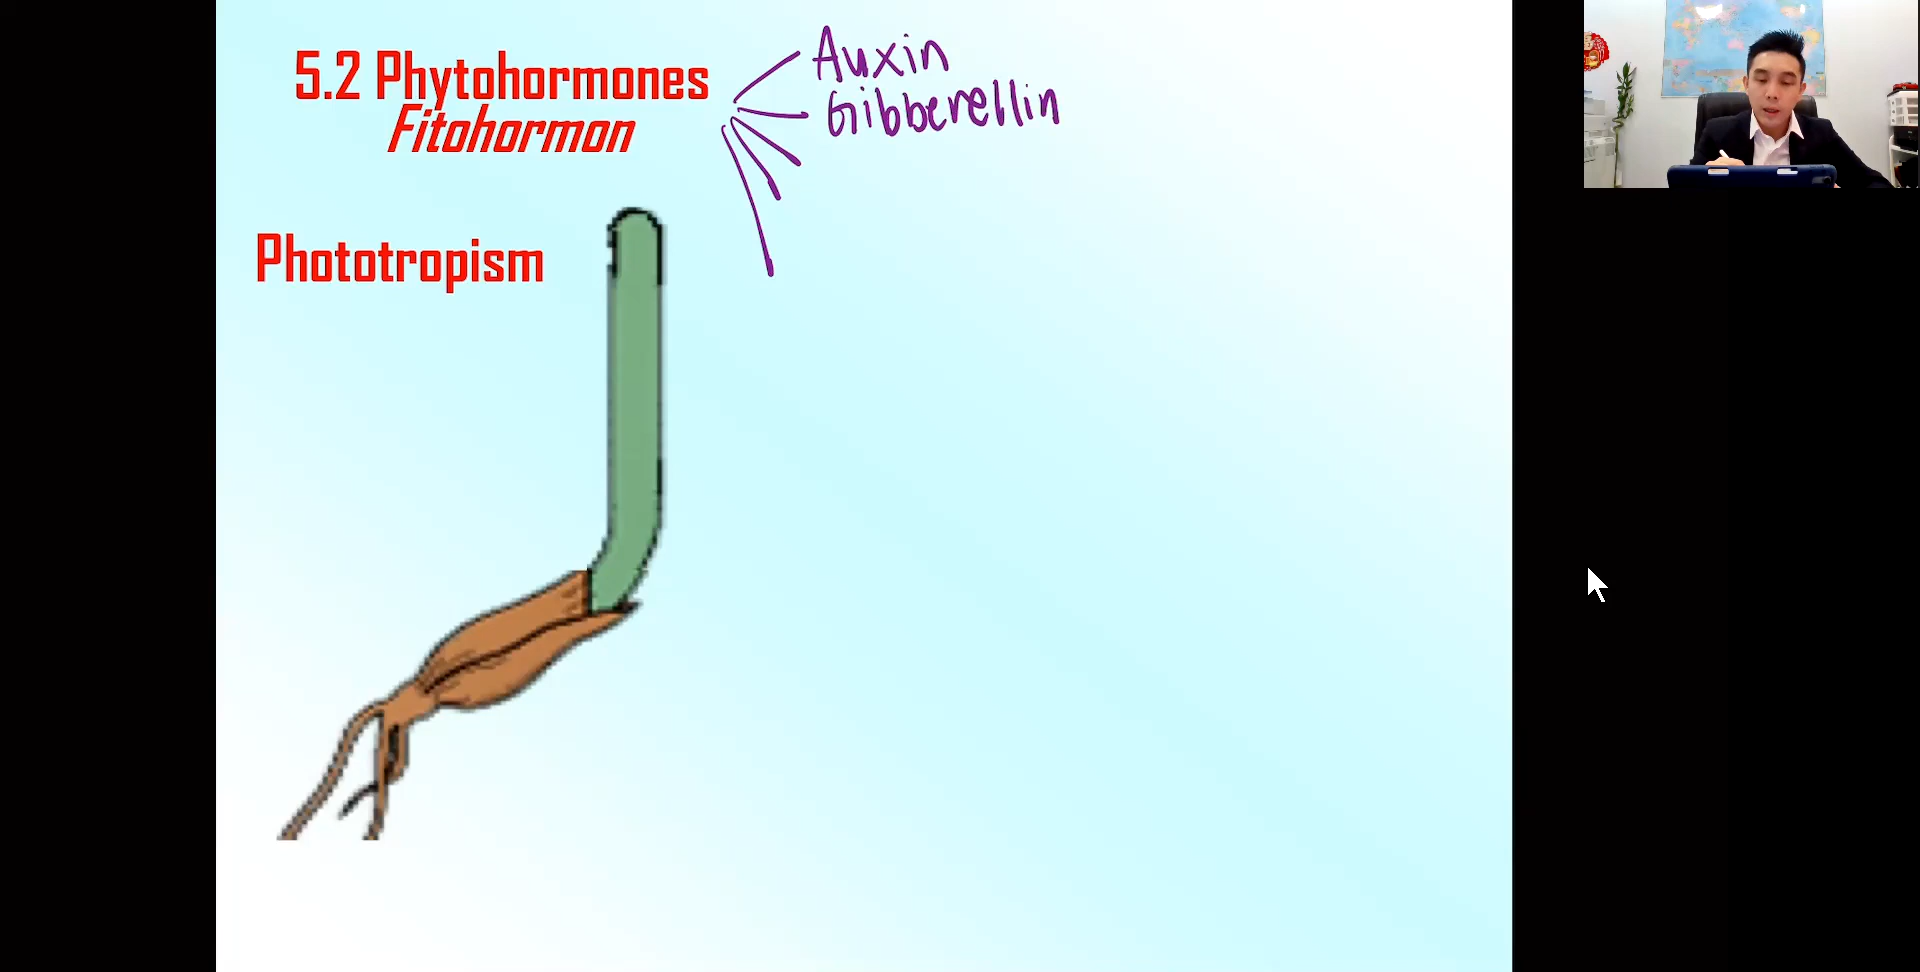 5.2 Phytohormones
Fitohormon
Auxin
Gibberellin
Phototropism